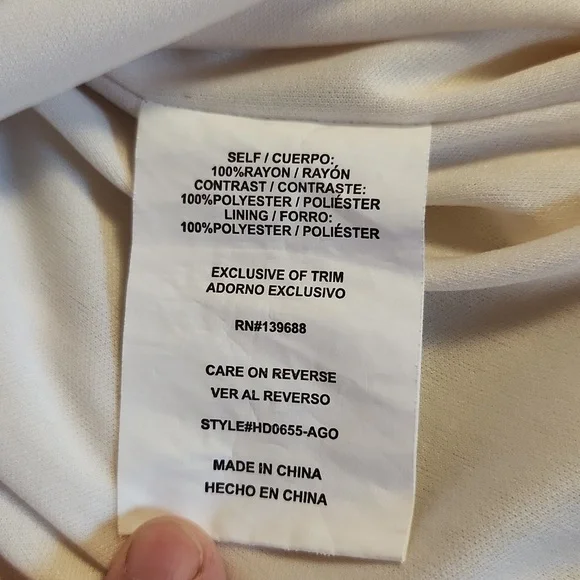 SELF / CUERPO:
100%RAYON / RAYÓN
CONTRAST / CONTRASTE:
100%POLYESTER / POLIÉSTER
LINING / FORRO:
100%POLYESTER / POLIÉSTER
EXCLUSIVE OF TRIM
ADORNO EXCLUSIVO
RN#139688
CARE ON REVERSE
VER AL REVERSO
STYLE#HD0655-AGO
MADE IN CHINA
HECHO EN CHINA